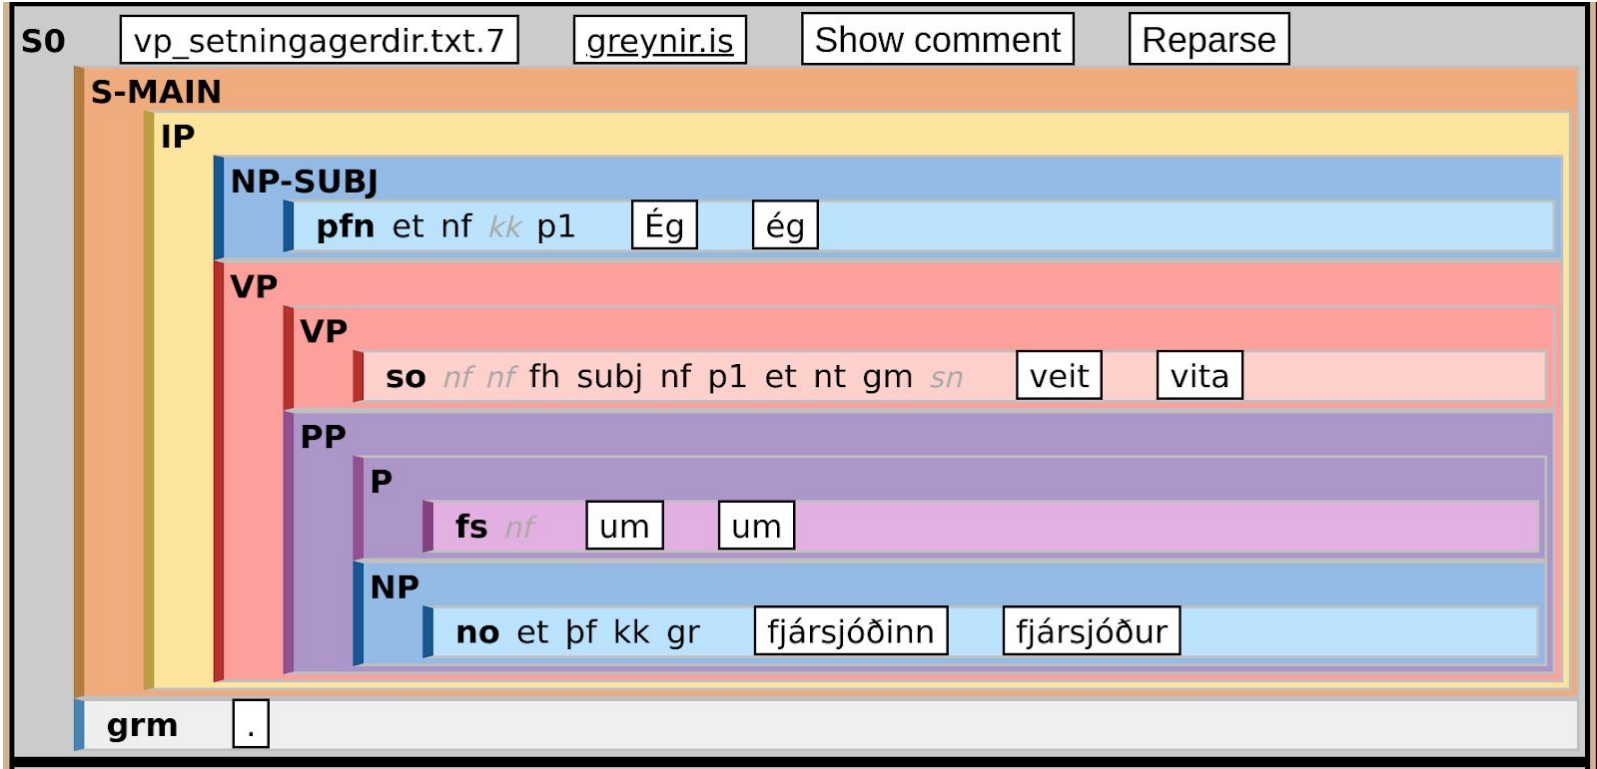 S0 vp_setningagerdir.txt.7 greynir.is Show comment Reparse
S-MAIN
IP
NP-SUBJ
pfn et nf kk p1 Ég ég
VP
VP
so nf nf fh subj nf p1 et nt gm sn veit vita
PP
P
fs nf um um
NP
no et þf kk gr fjársjóðinn fjársjóður
grm .